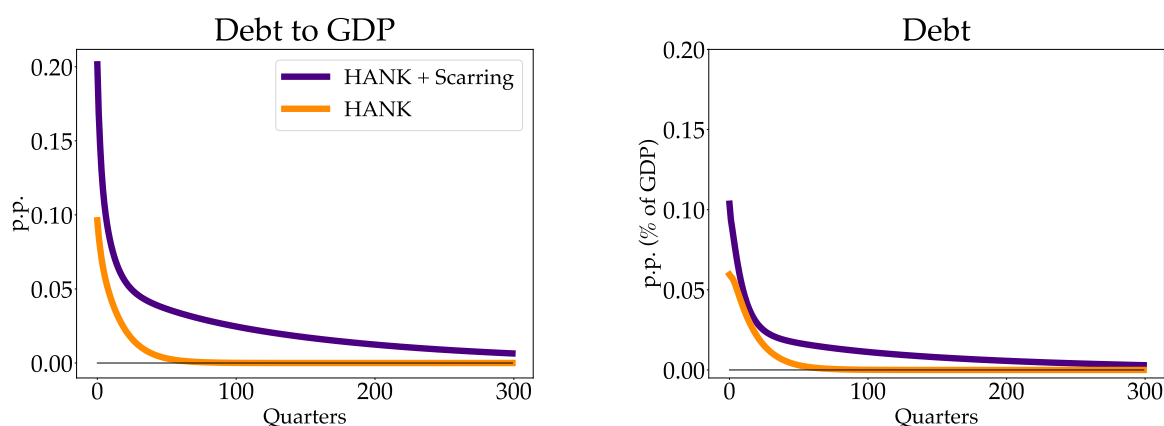 Debt to GDP
HANK + Scarring
HANK
p.p.
0.20
0.15
0.10
0.05
0.00
0
100
200
300
Quarters
Debt
p.p. (% of GDP)
0.20
0.15
0.10
0.05
0.00
0
100
200
300
Quarters